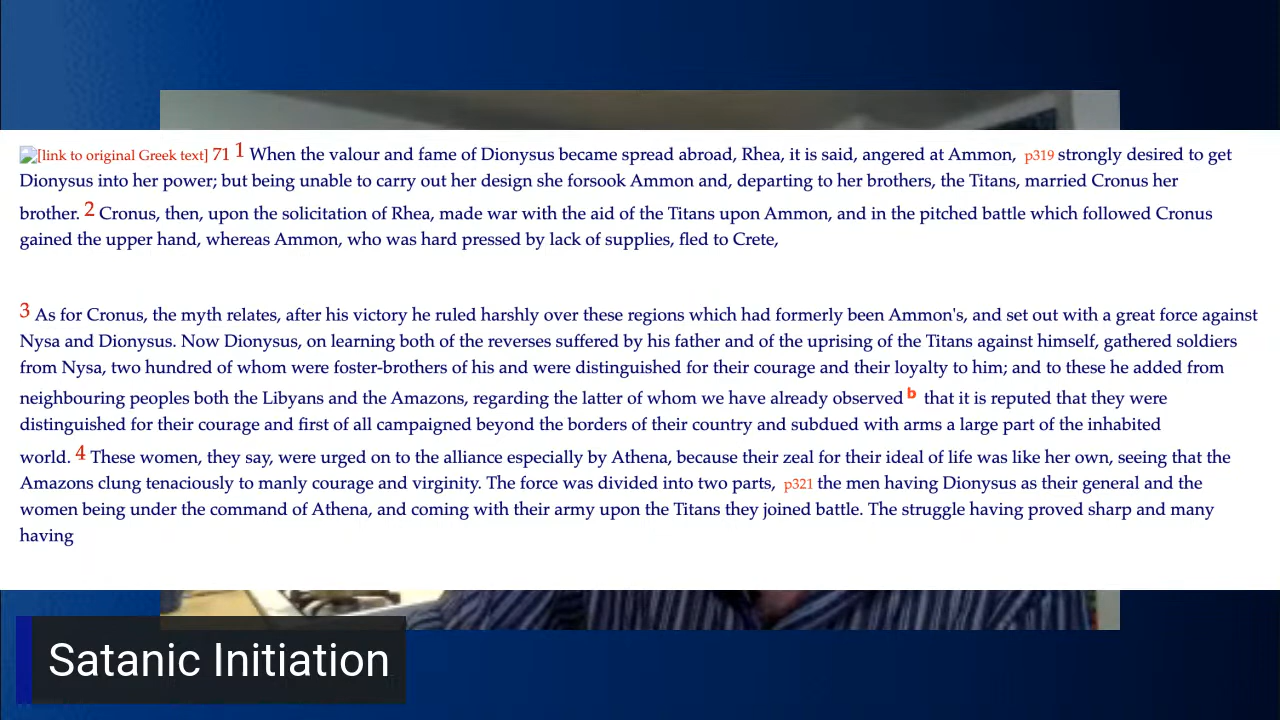 [link to original Greek text] 71 1 When the valour and fame of Dionysus became spread abroad, Rhea, it is said, angered at Ammon, p319 strongly desired to get
Dionysus into her power; but being unable to carry out her design she forsook Ammon and, departing to her brothers, the Titans, married Cronus her
brother. 2 Cronus, then, upon the solicitation of Rhea, made war with the aid of the Titans upon Ammon, and in the pitched battle which followed Cronus
gained the upper hand, whereas Ammon, who was hard pressed by lack of supplies, fled to Crete,
3 As for Cronus, the myth relates, after his victory he ruled harshly over these regions which had formerly been Ammon's, and set out with a great force against
Nysa and Dionysus. Now Dionysus, on learning both of the reverses suffered by his father and of the uprising of the Titans against himself, gathered soldiers
from Nysa, two hundred of whom were foster-brothers of his and were distinguished for their courage and their loyalty to him; and to these he added from
neighbouring peoples both the Libyans and the Amazons, regarding the latter of whom we have already observed b that it is reputed that they were
distinguished for their courage and first of all campaigned beyond the borders of their country and subdued with arms a large part of the inhabited
world. 4 These women, they say, were urged on to the alliance especially by Athena, because their zeal for their ideal of life was like her own, seeing that the
Amazons clung tenaciously to manly courage and virginity. The force was divided into two parts, p321 the men having Dionysus as their general and the
women being under the command of Athena, and coming with their army upon the Titans they joined battle. The struggle having proved sharp and many
having
Satanic Initiation